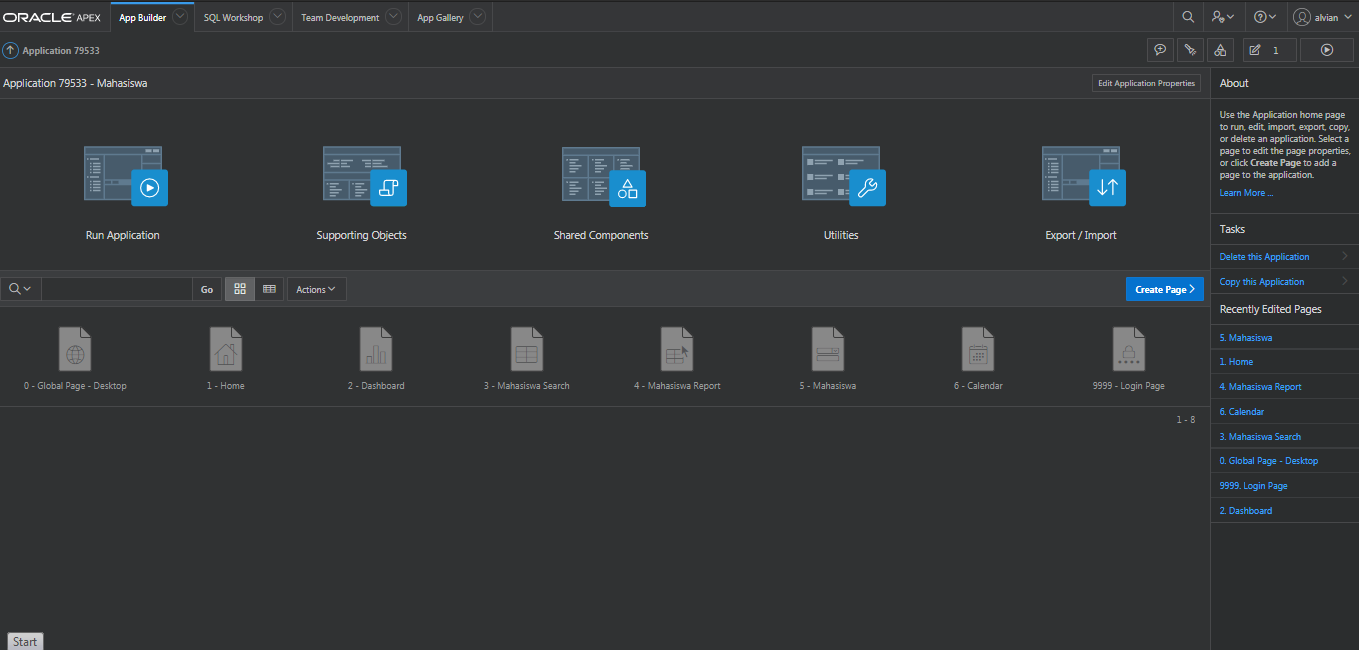 ORACLE APEX App Builder SQL Workshop Team Development App Gallery alvian
Application 79533 1
Application 79533 - Mahasiswa Edit Application Properties
Run Application Supporting Objects Shared Components Utilities Export / Import
Go Actions Create Page
0 - Global Page - Desktop 1 - Home 2 - Dashboard 3 - Mahasiswa Search 4 - Mahasiswa Report 5 - Mahasiswa 6 - Calendar 9999 - Login Page
1 - 8
About
Use the Application home page
to run, edit, import, export, copy,
or delete an application. Select a
page to edit the page properties,
or click Create Page to add a
page to the application.
Learn More ...
Tasks
Delete this Application
Copy this Application
Recently Edited Pages
5. Mahasiswa
1. Home
4. Mahasiswa Report
6. Calendar
3. Mahasiswa Search
0. Global Page - Desktop
9999. Login Page
2. Dashboard
Start